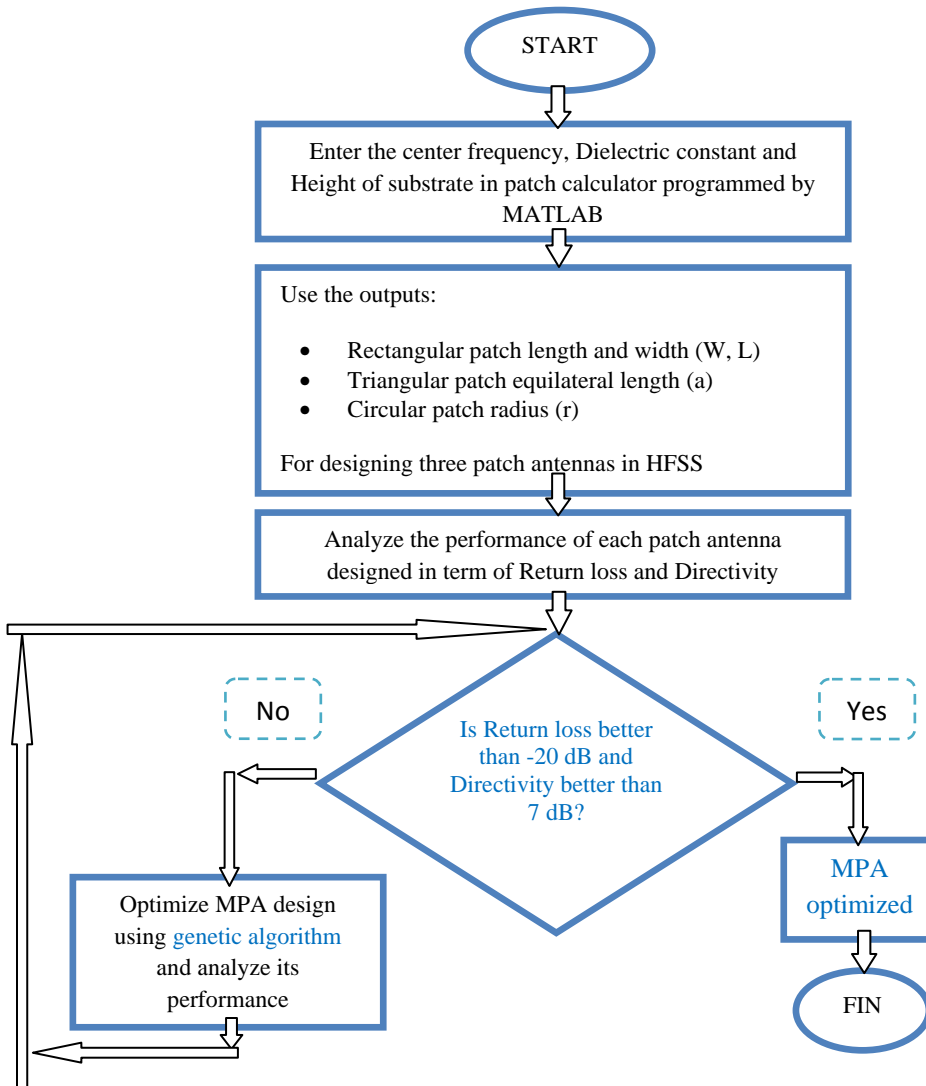 START
Enter the center frequency, Dielectric constant and
Height of substrate in patch calculator programmed by
MATLAB
Use the outputs:
• Rectangular patch length and width (W, L)
• Triangular patch equilateral length (a)
• Circular patch radius (r)
For designing three patch antennas in HFSS
Analyze the performance of each patch antenna
designed in term of Return loss and Directivity
No
Yes
Is Return loss better
than -20 dB and
Directivity better than
7 dB?
MPA
optimized
Optimize MPA design
using genetic algorithm
and analyze its
performance
FIN